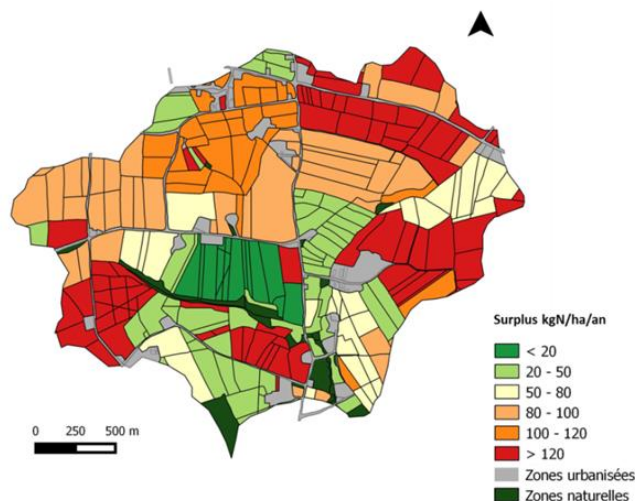 Surplus kgN/ha/an
< 20
20 - 50
50 - 80
80 - 100
100 - 120
> 120
Zones urbanisées
Zones naturelles
0 250 500 m